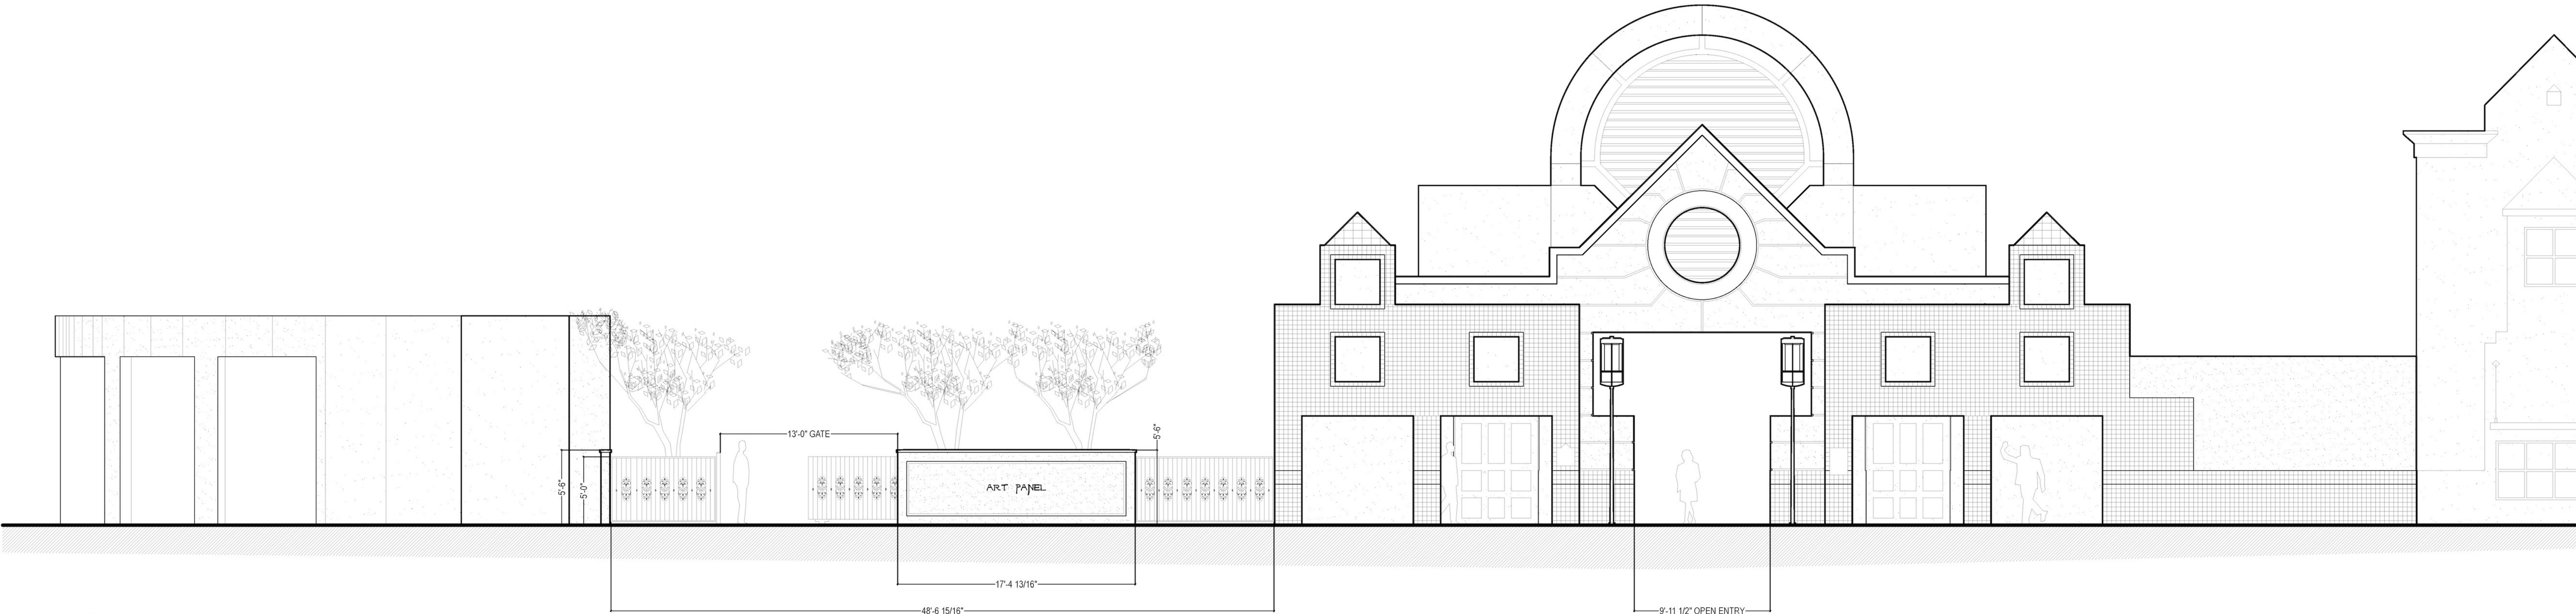 13'-0" GATE
5'-6"
5'-6"
5'-0"
ART PANEL
17'-4 13/16"
48'-6 15/16"
9'-11 1/2" OPEN ENTRY